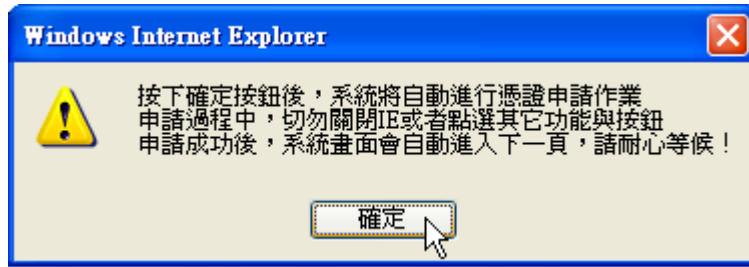 Windows Internet Explorer
按下確定按鈕後，系統將自動進行憑證申請作業
申請過程中，切勿關閉IE或者點選其它功能與按鈕
申請成功後，系統畫面會自動進入下一頁，請耐心等候！
確定